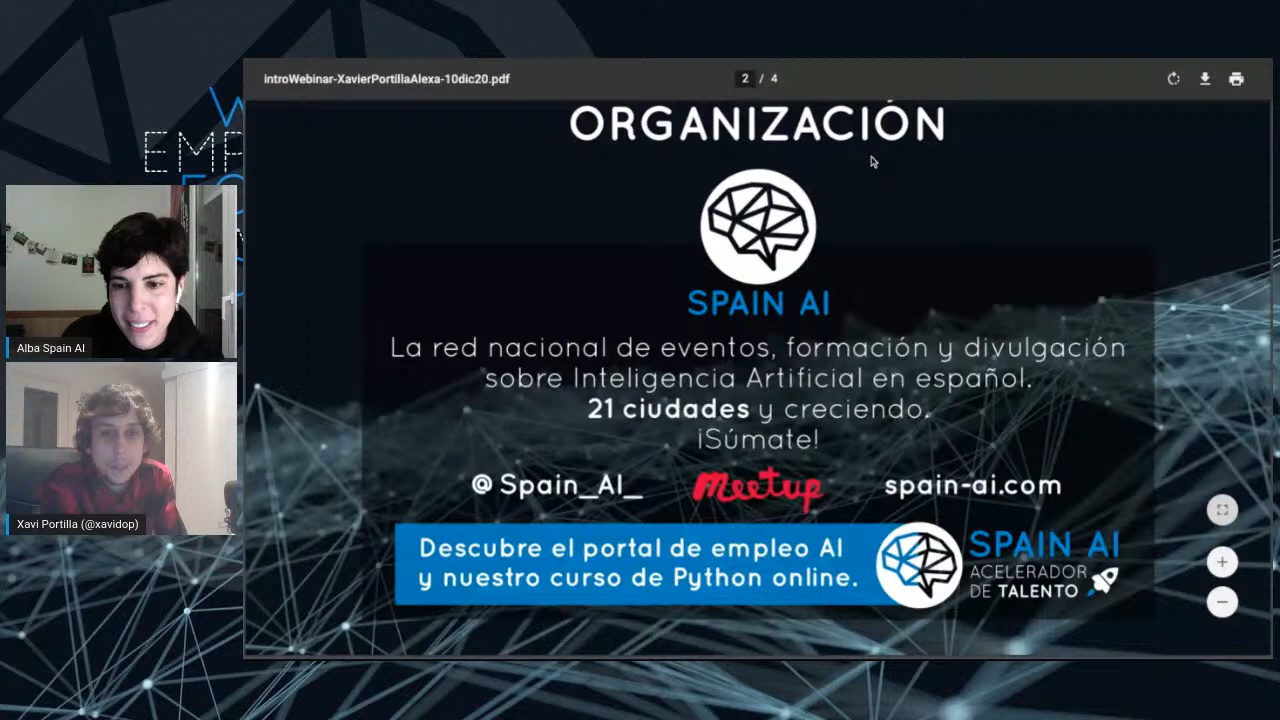 introWebinar-XavierPortillaAlexa-10dic20.pdf
2 / 4
ORGANIZACIÓN
SPAIN AI
La red nacional de eventos, formación y divulgación
sobre Inteligencia Artificial en español.
21 ciudades y creciendo.
¡Súmate!
@Spain_AI_ meetup spain-ai.com
Descubre el portal de empleo AI
y nuestro curso de Python online.
SPAIN AI
ACELERADOR
DE TALENTO
Alba Spain AI
Xavi Portilla (@xavidop)